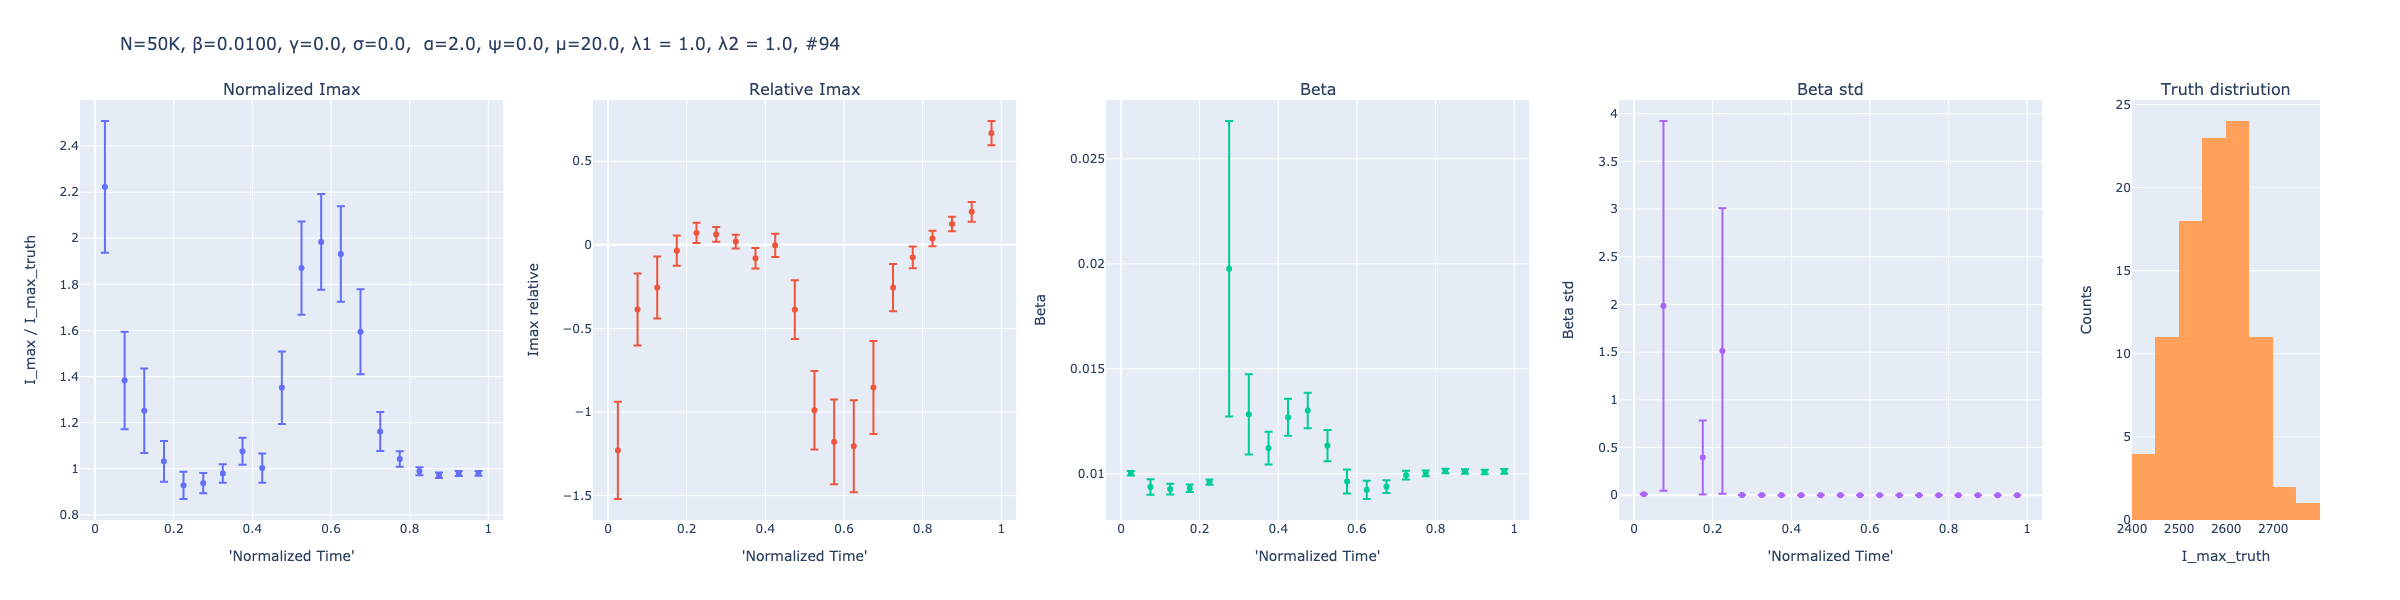 N=50K, β=0.0100, γ=0.0, σ=0.0,  α=2.0, ψ=0.0, μ=20.0, λ1 = 1.0, λ2 = 1.0, #94
Normalized Imax
I_max / I_max_truth
2.4
2.2
2
1.8
1.6
1.4
1.2
1
0.8
0 0.2 0.4 0.6 0.8 1
'Normalized Time'
Relative Imax
Imax relative
0.5
0
−0.5
−1
−1.5
0 0.2 0.4 0.6 0.8 1
'Normalized Time'
Beta
Beta
0.025
0.02
0.015
0.01
0 0.2 0.4 0.6 0.8 1
'Normalized Time'
Beta std
Beta std
4
3.5
3
2.5
2
1.5
1
0.5
0
0 0.2 0.4 0.6 0.8 1
'Normalized Time'
Truth distriution
Counts
25
20
15
10
5
0
2400 2500 2600 2700
I_max_truth